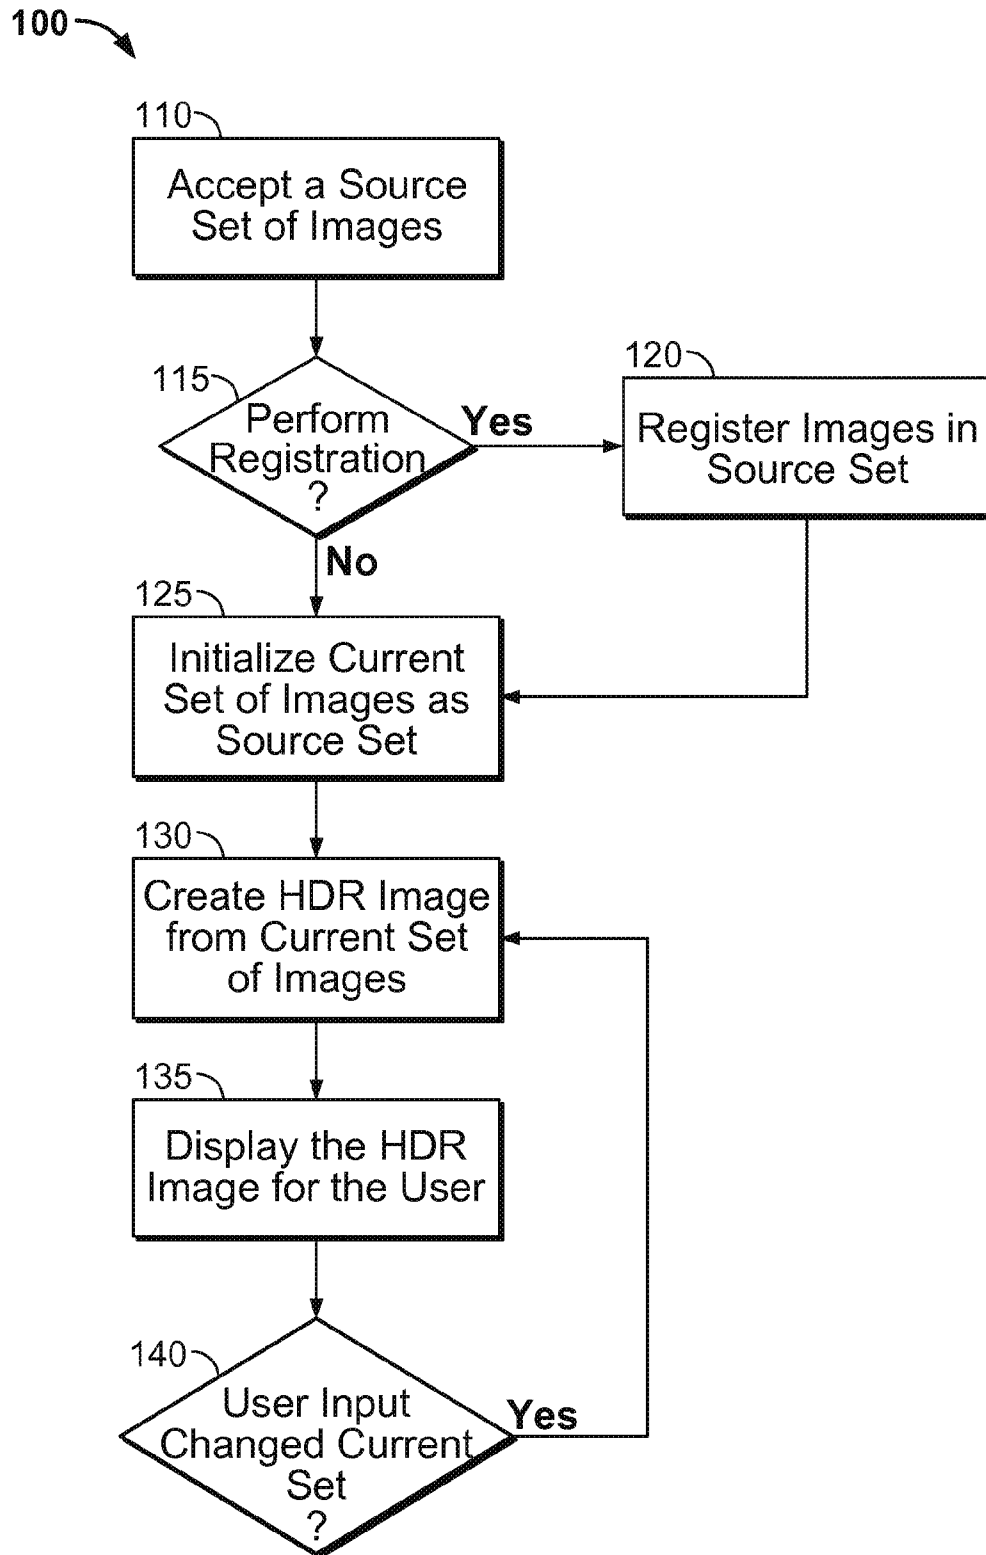 100
110
Accept a Source
Set of Images
115
Perform
Registration
?
Yes
120
Register Images in
Source Set
No
125
Initialize Current
Set of Images as
Source Set
130
Create HDR Image
from Current Set
of Images
135
Display the HDR
Image for the User
140
User Input
Changed Current
Set
?
Yes